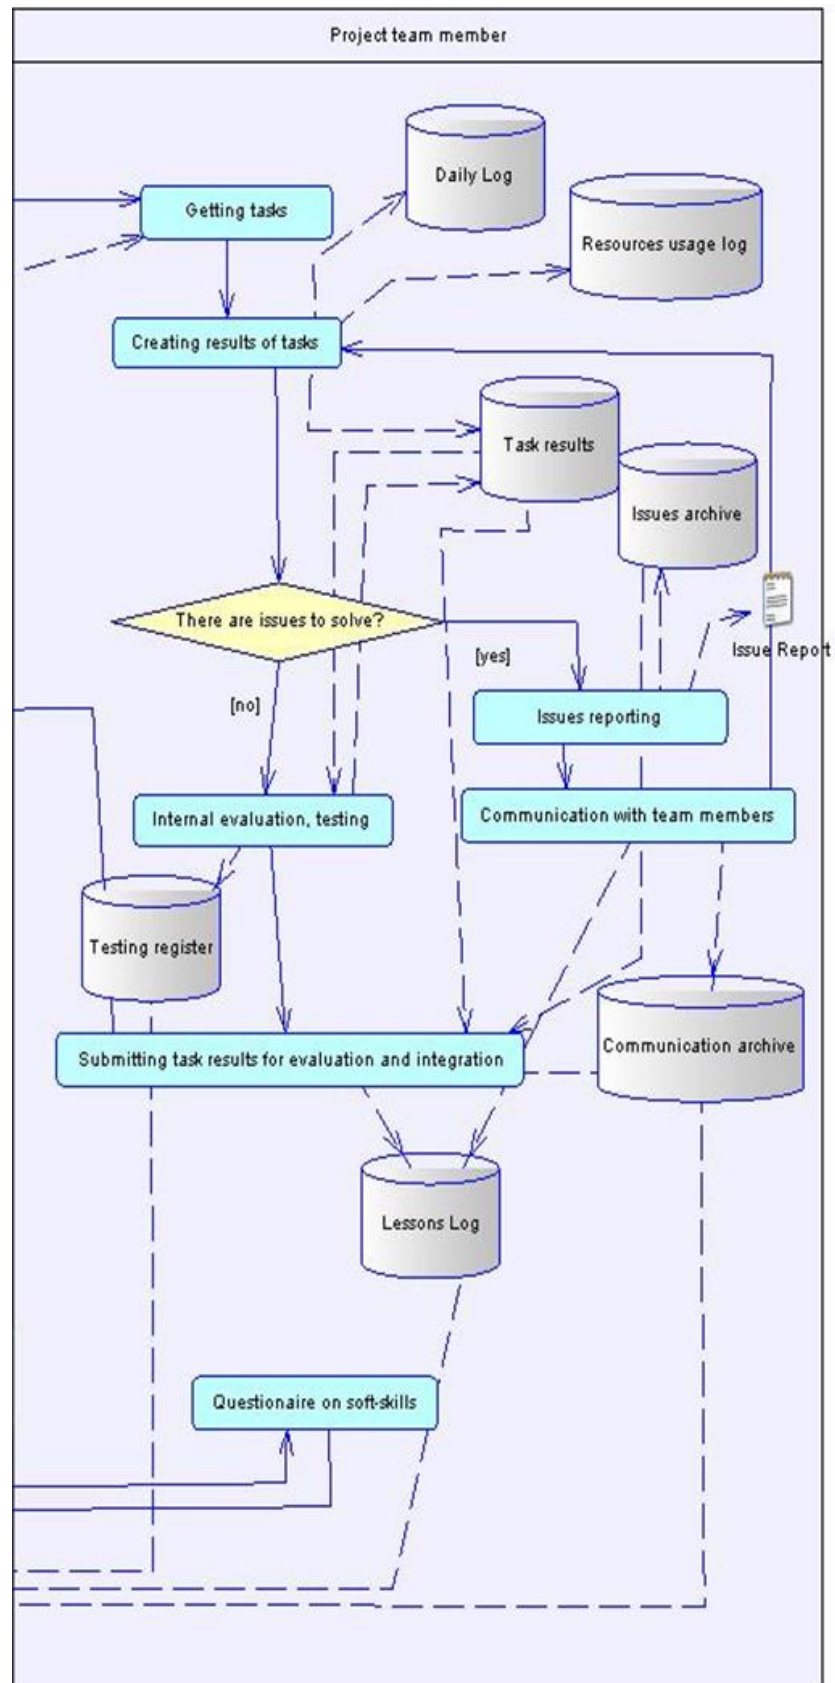 Project team member
Daily Log
Getting tasks
Resources usage log
Creating results of tasks
Task results
Issues archive
There are issues to solve?
Issue Report
[yes]
[no]
Issues reporting
Internal evaluation, testing
Communication with team members
Testing register
Submitting task results for evaluation and integration
Communication archive
Lessons Log
Questionaire on soft-skills